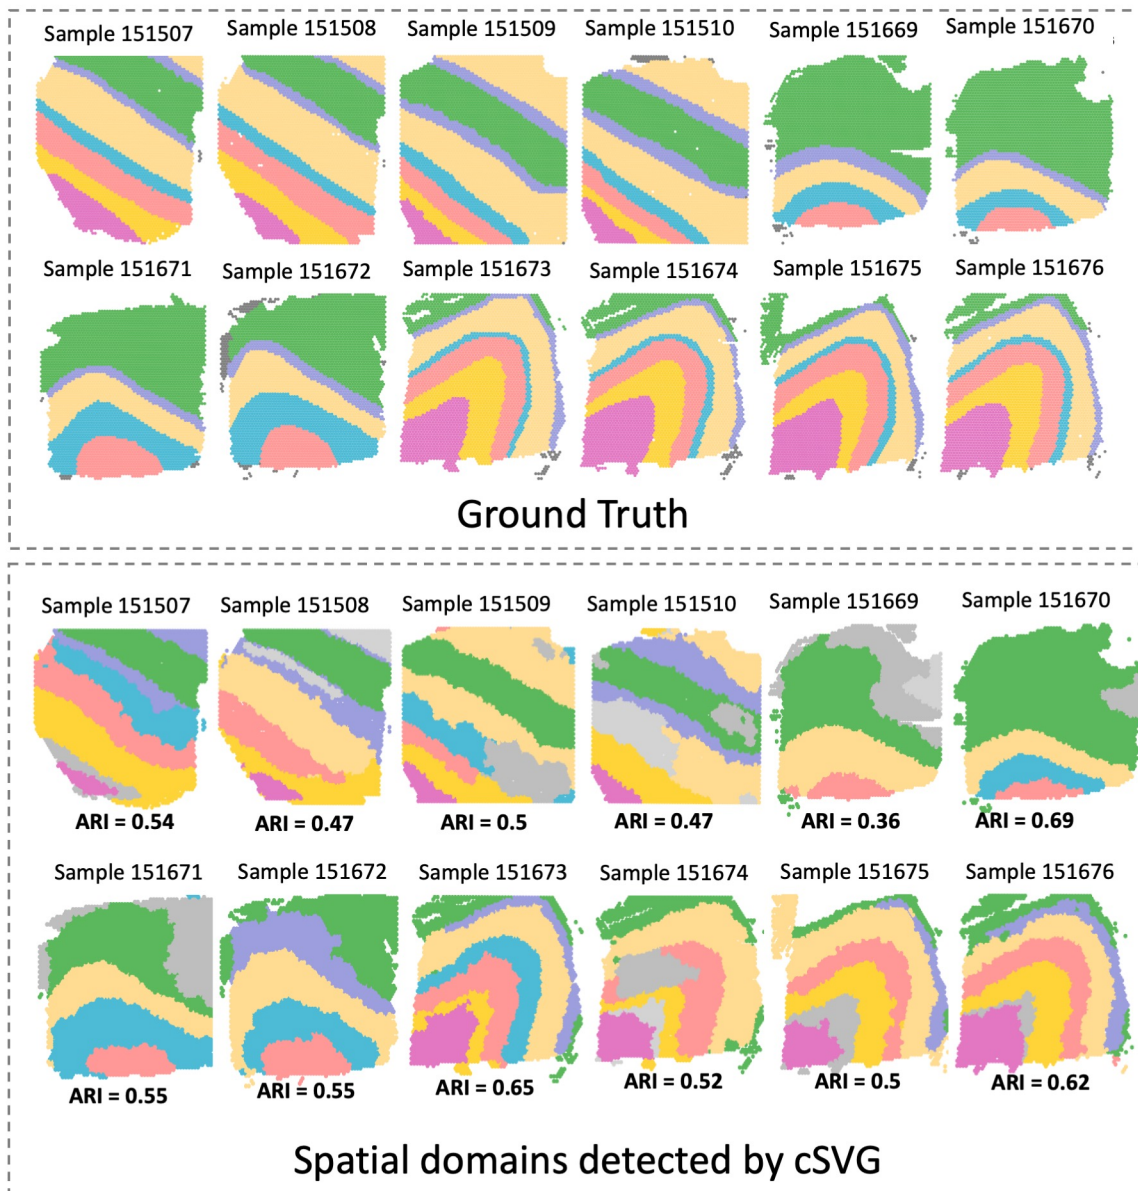 Sample 151507 Sample 151508 Sample 151509 Sample 151510 Sample 151669 Sample 151670
Sample 151671 Sample 151672 Sample 151673 Sample 151674 Sample 151675 Sample 151676
Ground Truth
Sample 151507 Sample 151508 Sample 151509 Sample 151510 Sample 151669 Sample 151670
ARI = 0.54 ARI = 0.47 ARI = 0.5 ARI = 0.47 ARI = 0.36 ARI = 0.69
Sample 151671 Sample 151672 Sample 151673 Sample 151674 Sample 151675 Sample 151676
ARI = 0.55 ARI = 0.55 ARI = 0.65 ARI = 0.52 ARI = 0.5 ARI = 0.62
Spatial domains detected by cSVG